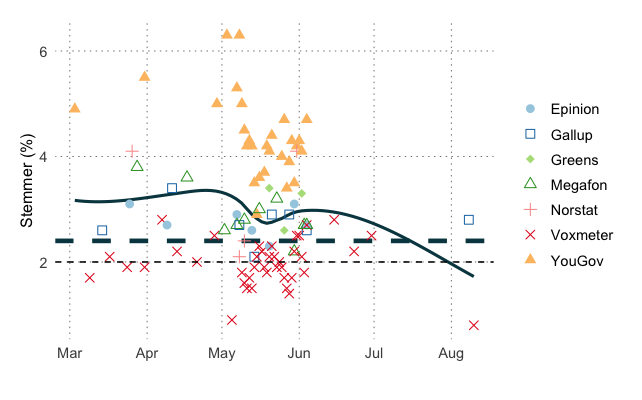 Stemmer (%)
6
4
2
Mar Apr May Jun Jul Aug
Epinion
Gallup
Greens
Megafon
Norstat
Voxmeter
YouGov